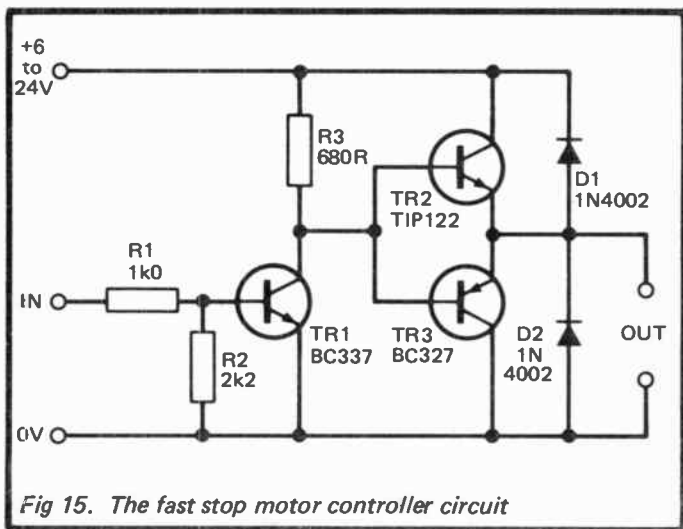 +6
to
24V
R3
680R
D1
1N4002
TR2
TIP122
R1
1k0
IN
TR1
BC337
TR3
BC327
D2
1N
4002
OUT
R2
2k2
0V
Fig 15. The fast stop motor controller circuit